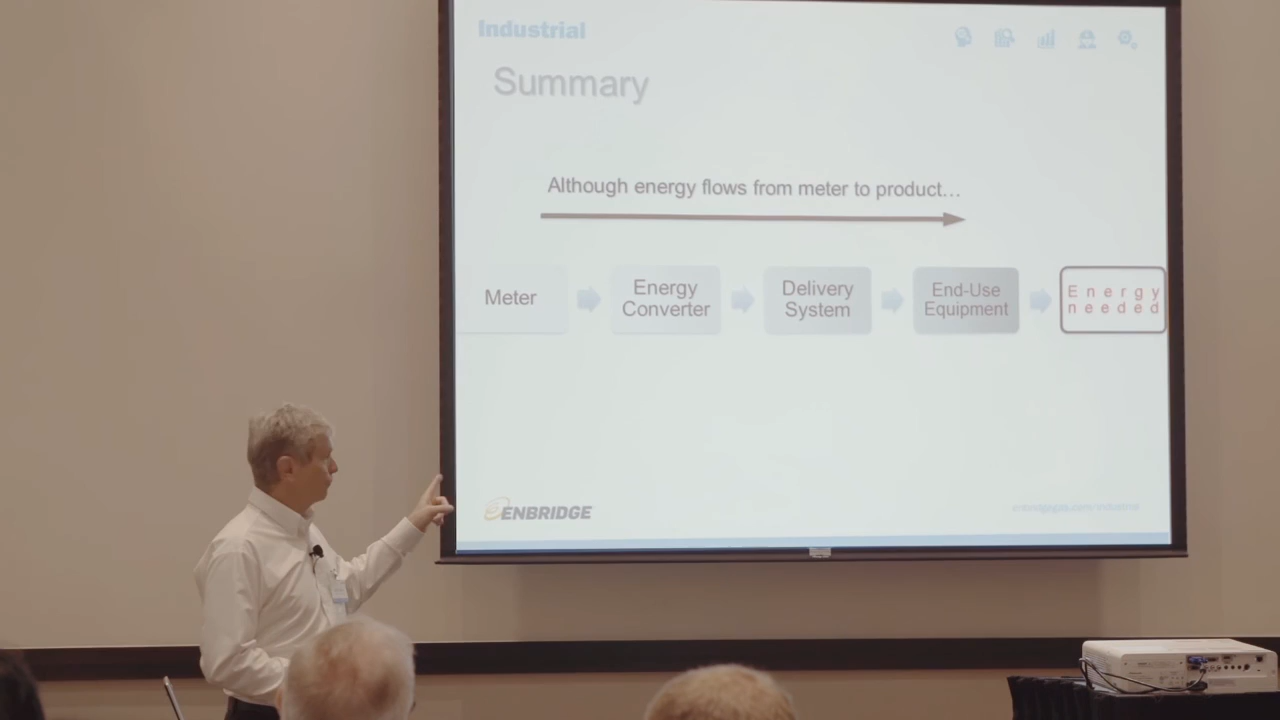 Industrial
Summary
Although energy flows from meter to product...
Meter
Energy
Converter
Delivery
System
End-Use
Equipment
Energy
needed
ENBRIDGE